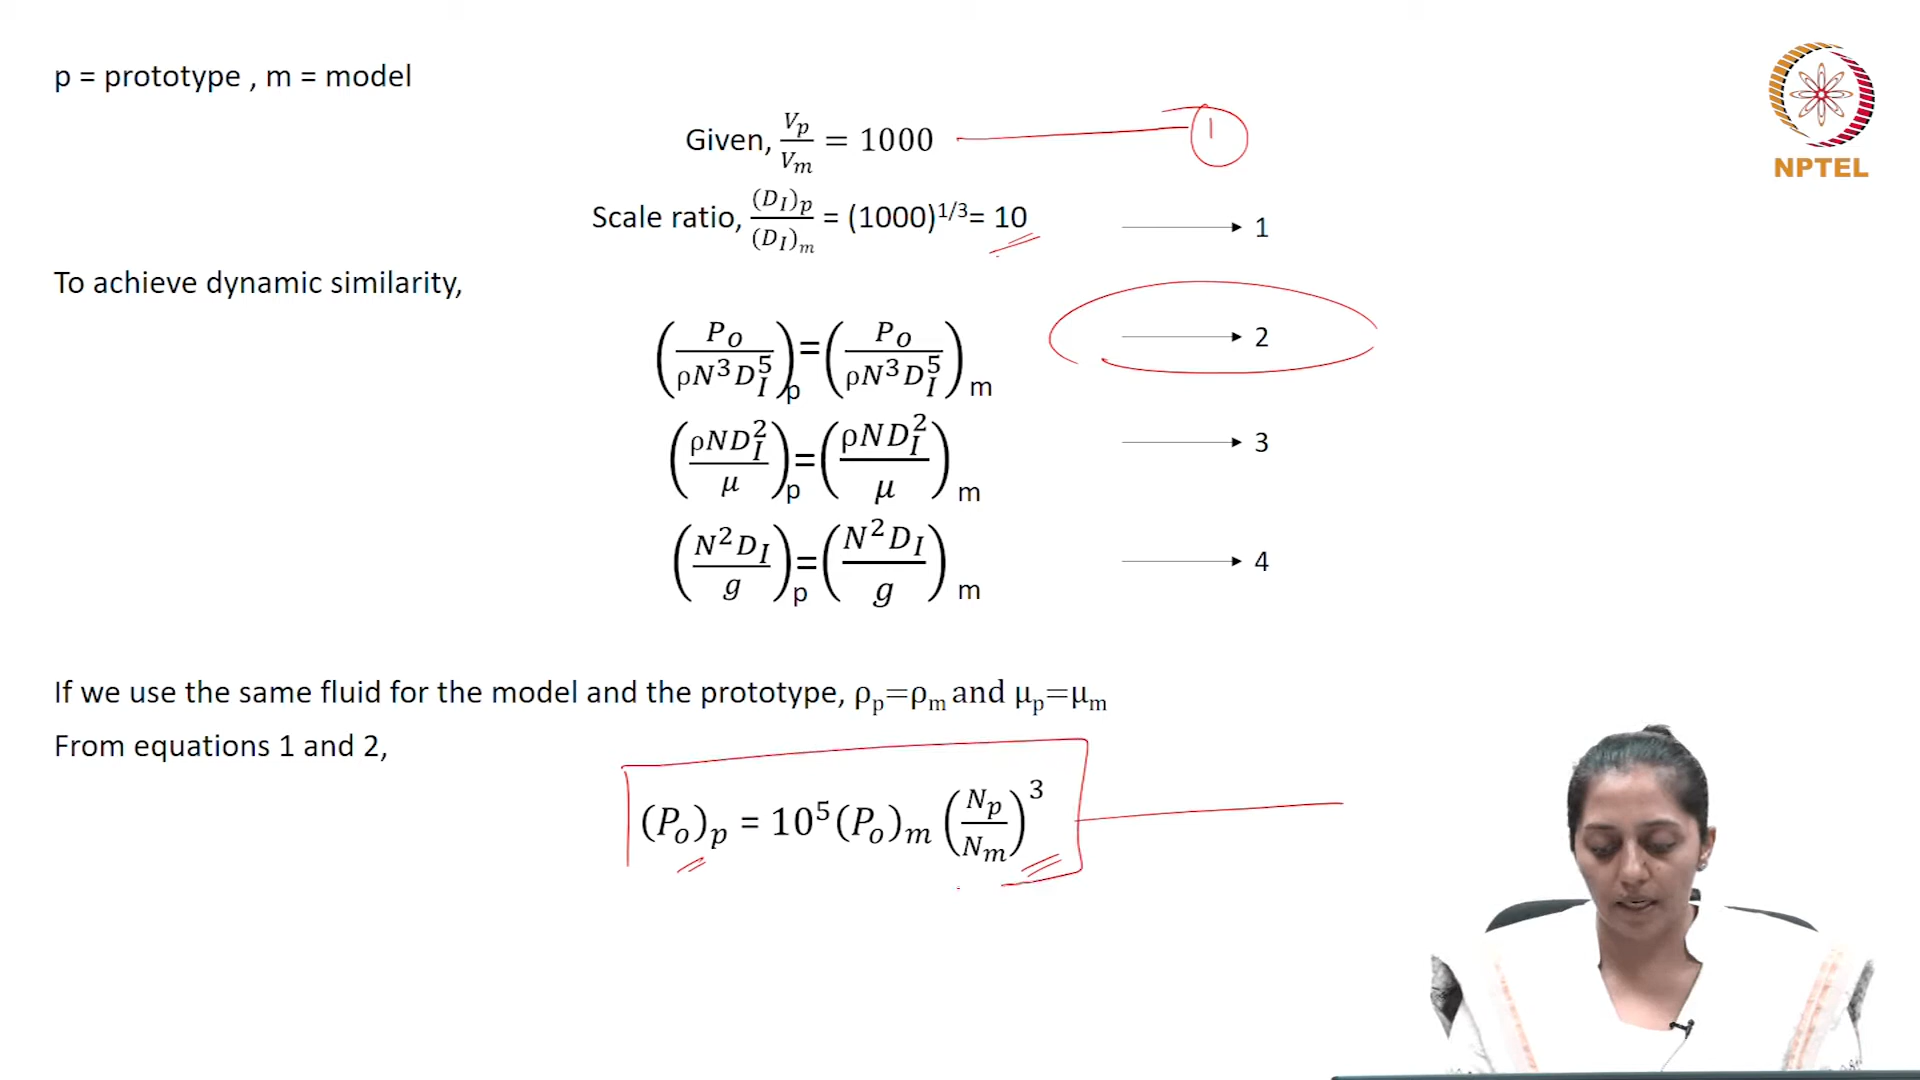 p = prototype , m = model
NPTEL
Given, V_p/V_m = 1000
1
Scale ratio, (D_I)_p/(D_I)_m = (1000)^1/3= 10 → 1
To achieve dynamic similarity,
(P_O/ρN^3D_I^5)_p=(P_O/ρN^3D_I^5)_m → 2
(ρND_I^2/μ)_p=(ρND_I^2/μ)_m → 3
(N^2D_I/g)_p=(N^2D_I/g)_m → 4
If we use the same fluid for the model and the prototype, ρ_p=ρ_m and μ_p=μ_m
From equations 1 and 2,
(P_o)_p = 10^5(P_o)_m (N_p/N_m)^3